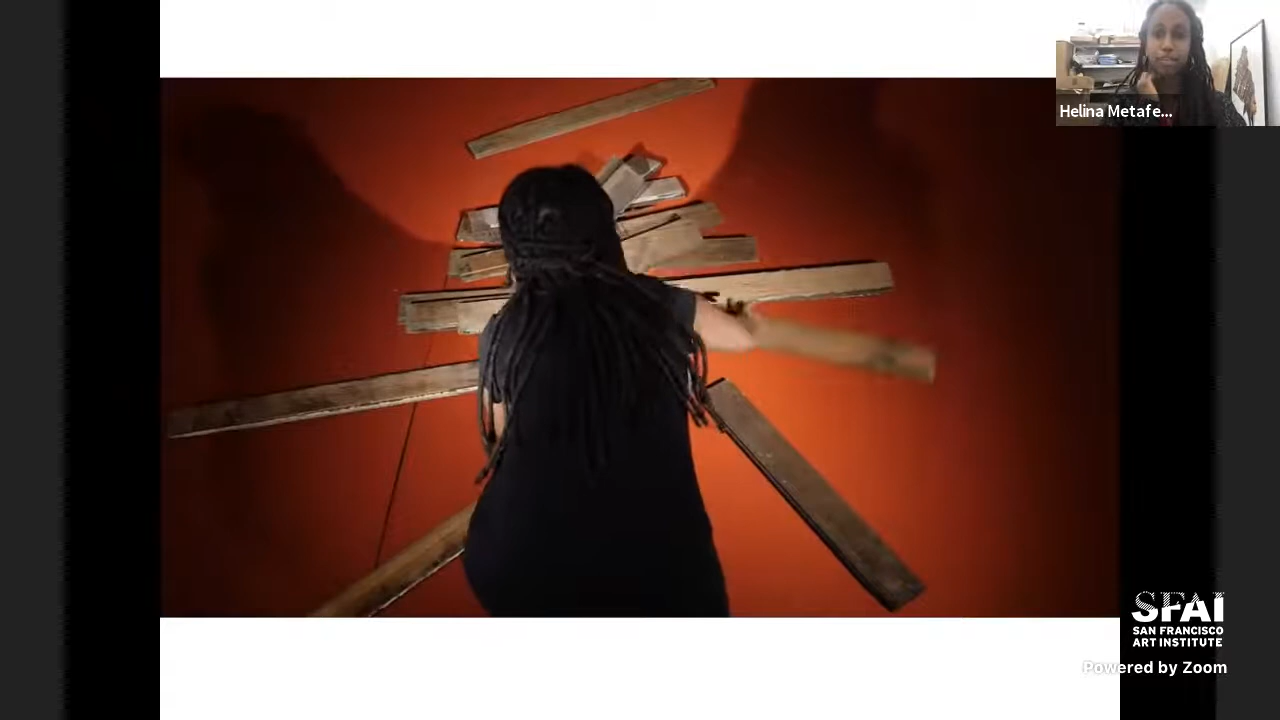 Helina Metafe...
SFAI
SAN FRANCISCO
ART INSTITUTE
Powered by Zoom